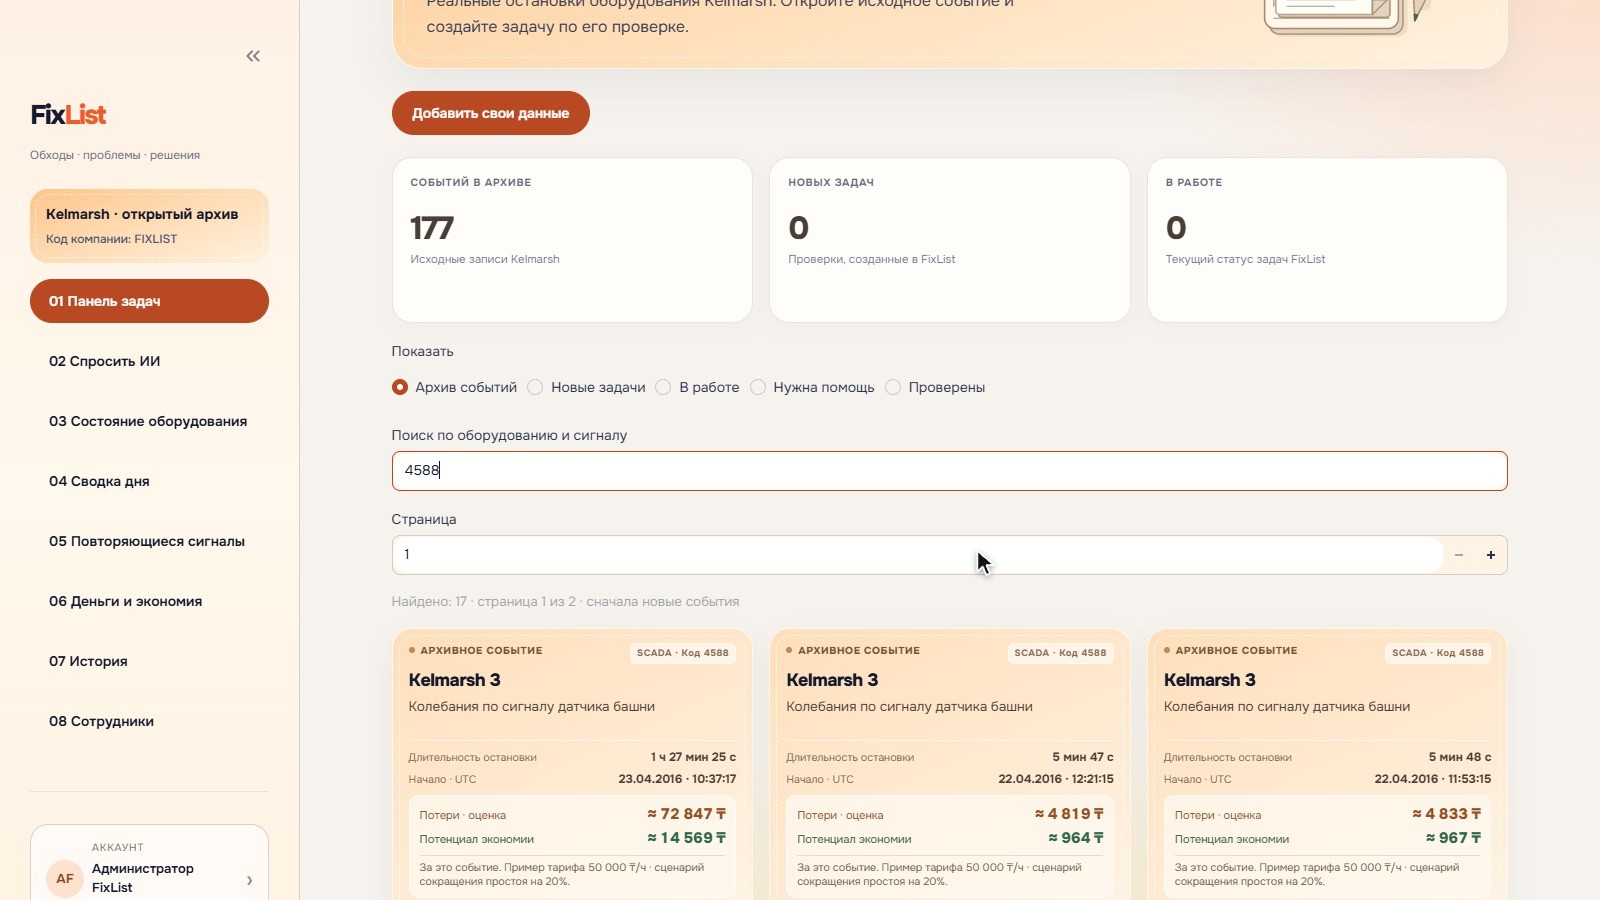 Реальные остановки оборудования Kelmarsh. Откройте исходное событие и
создайте задачу по его проверке.
«
FixList
Обходы · проблемы · решения
Kelmarsh · открытый архив
Код компании: FIXLIST
01 Панель задач
02 Спросить ИИ
03 Состояние оборудования
04 Сводка дня
05 Повторяющиеся сигналы
06 Деньги и экономия
07 История
08 Сотрудники
АККАУНТ
AF
Администратор
FixList
›
Добавить свои данные
СОБЫТИЙ В АРХИВЕ
177
Исходные записи Kelmarsh
НОВЫХ ЗАДАЧ
0
Проверки, созданные в FixList
В РАБОТЕ
0
Текущий статус задач FixList
Показать
Архив событий
Новые задачи
В работе
Нужна помощь
Проверены
Поиск по оборудованию и сигналу
4588
Страница
1
− +
Найдено: 17 · страница 1 из 2 · сначала новые события
АРХИВНОЕ СОБЫТИЕ
SCADA · Код 4588
Kelmarsh 3
Колебания по сигналу датчика башни
Длительность остановки 1 ч 27 мин 25 с
Начало · UTC 23.04.2016 · 10:37:17
Потери · оценка ≈ 72 847 ₸
Потенциал экономии ≈ 14 569 ₸
За это событие. Пример тарифа 50 000 ₸/ч · сценарий
сокращения простоя на 20%.
АРХИВНОЕ СОБЫТИЕ
SCADA · Код 4588
Kelmarsh 3
Колебания по сигналу датчика башни
Длительность остановки 5 мин 47 с
Начало · UTC 22.04.2016 · 12:21:15
Потери · оценка ≈ 4 819 ₸
Потенциал экономии ≈ 964 ₸
За это событие. Пример тарифа 50 000 ₸/ч · сценарий
сокращения простоя на 20%.
АРХИВНОЕ СОБЫТИЕ
SCADA · Код 4588
Kelmarsh 3
Колебания по сигналу датчика башни
Длительность остановки 5 мин 48 с
Начало · UTC 22.04.2016 · 11:53:15
Потери · оценка ≈ 4 833 ₸
Потенциал экономии ≈ 967 ₸
За это событие. Пример тарифа 50 000 ₸/ч · сценарий
сокращения простоя на 20%.